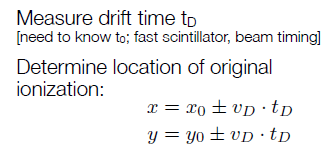 Measure drift time tD
[need to know t0; fast scintillator, beam timing]
Determine location of original
ionization:
x = x0 ± vD · tD
y = y0 ± vD · tD